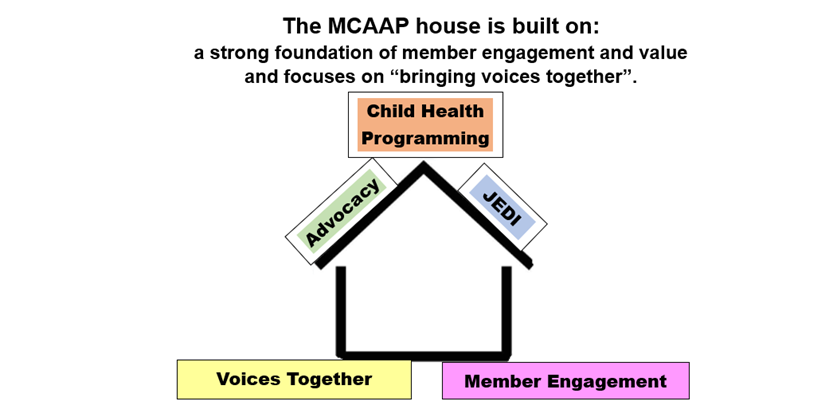 The MCAAP house is built on:
a strong foundation of member engagement and value
and focuses on “bringing voices together”.
Child Health
Programming
Advocacy
JEDI
Voices Together
Member Engagement